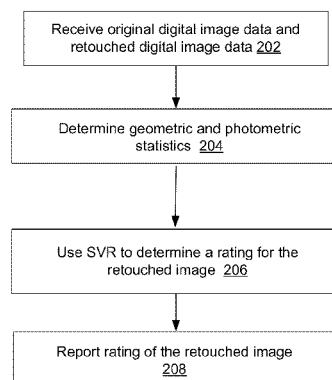 Receive original digital image data and
retouched digital image data 202
Determine geometric and photometric
statistics 204
Use SVR to determine a rating for the
retouched image 206
Report rating of the retouched image
208